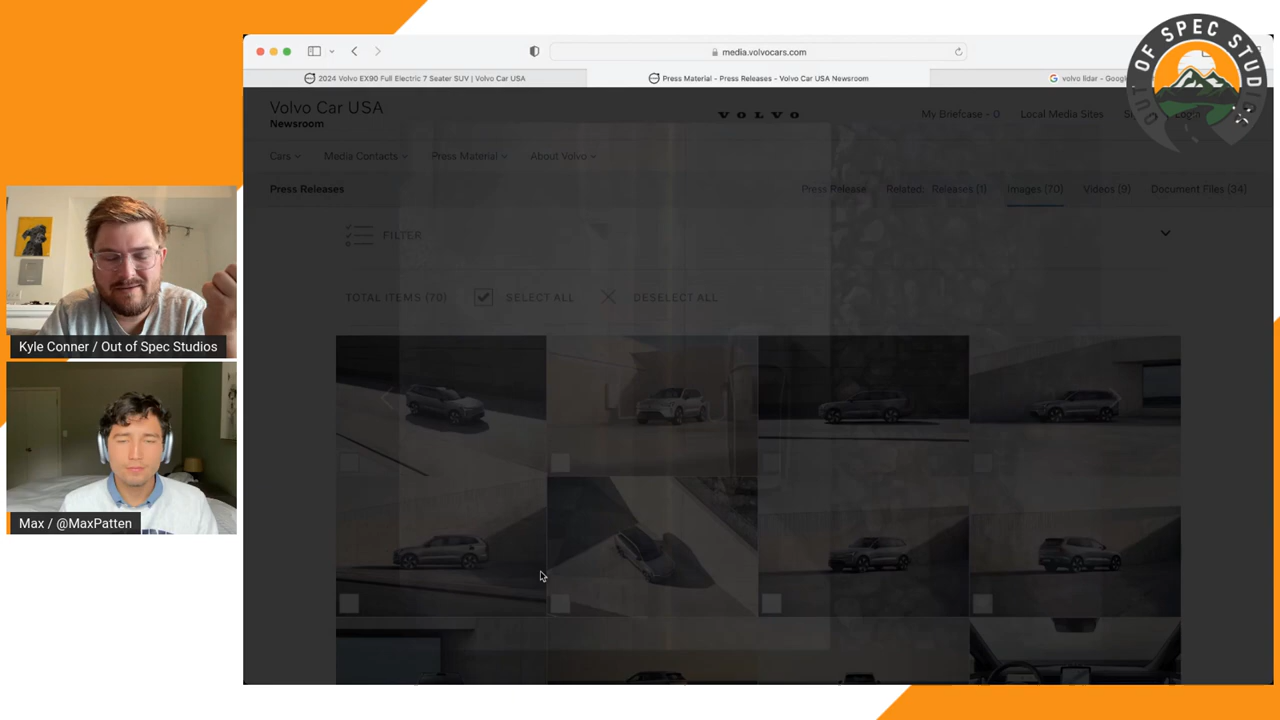 OUT OF SPEC STUDIOS
media.volvocars.com
2024 Volvo EX90 Full Electric 7 Seater SUV | Volvo Car USA
Press Material - Press Releases - Volvo Car USA Newsroom
volvo lidar - Goog
Volvo Car USA
Newsroom
VOLVO
My Briefcase - 0
Local Media Sites
Login
Cars
Media Contacts
Press Material
About Volvo
Press Releases
Press Release
Related:
Releases [1]
Images [70]
Videos [9]
Document Files [34]
FILTER
TOTAL ITEMS (70)
SELECT ALL
DESELECT ALL
Kyle Conner / Out of Spec Studios
Max / @MaxPatten